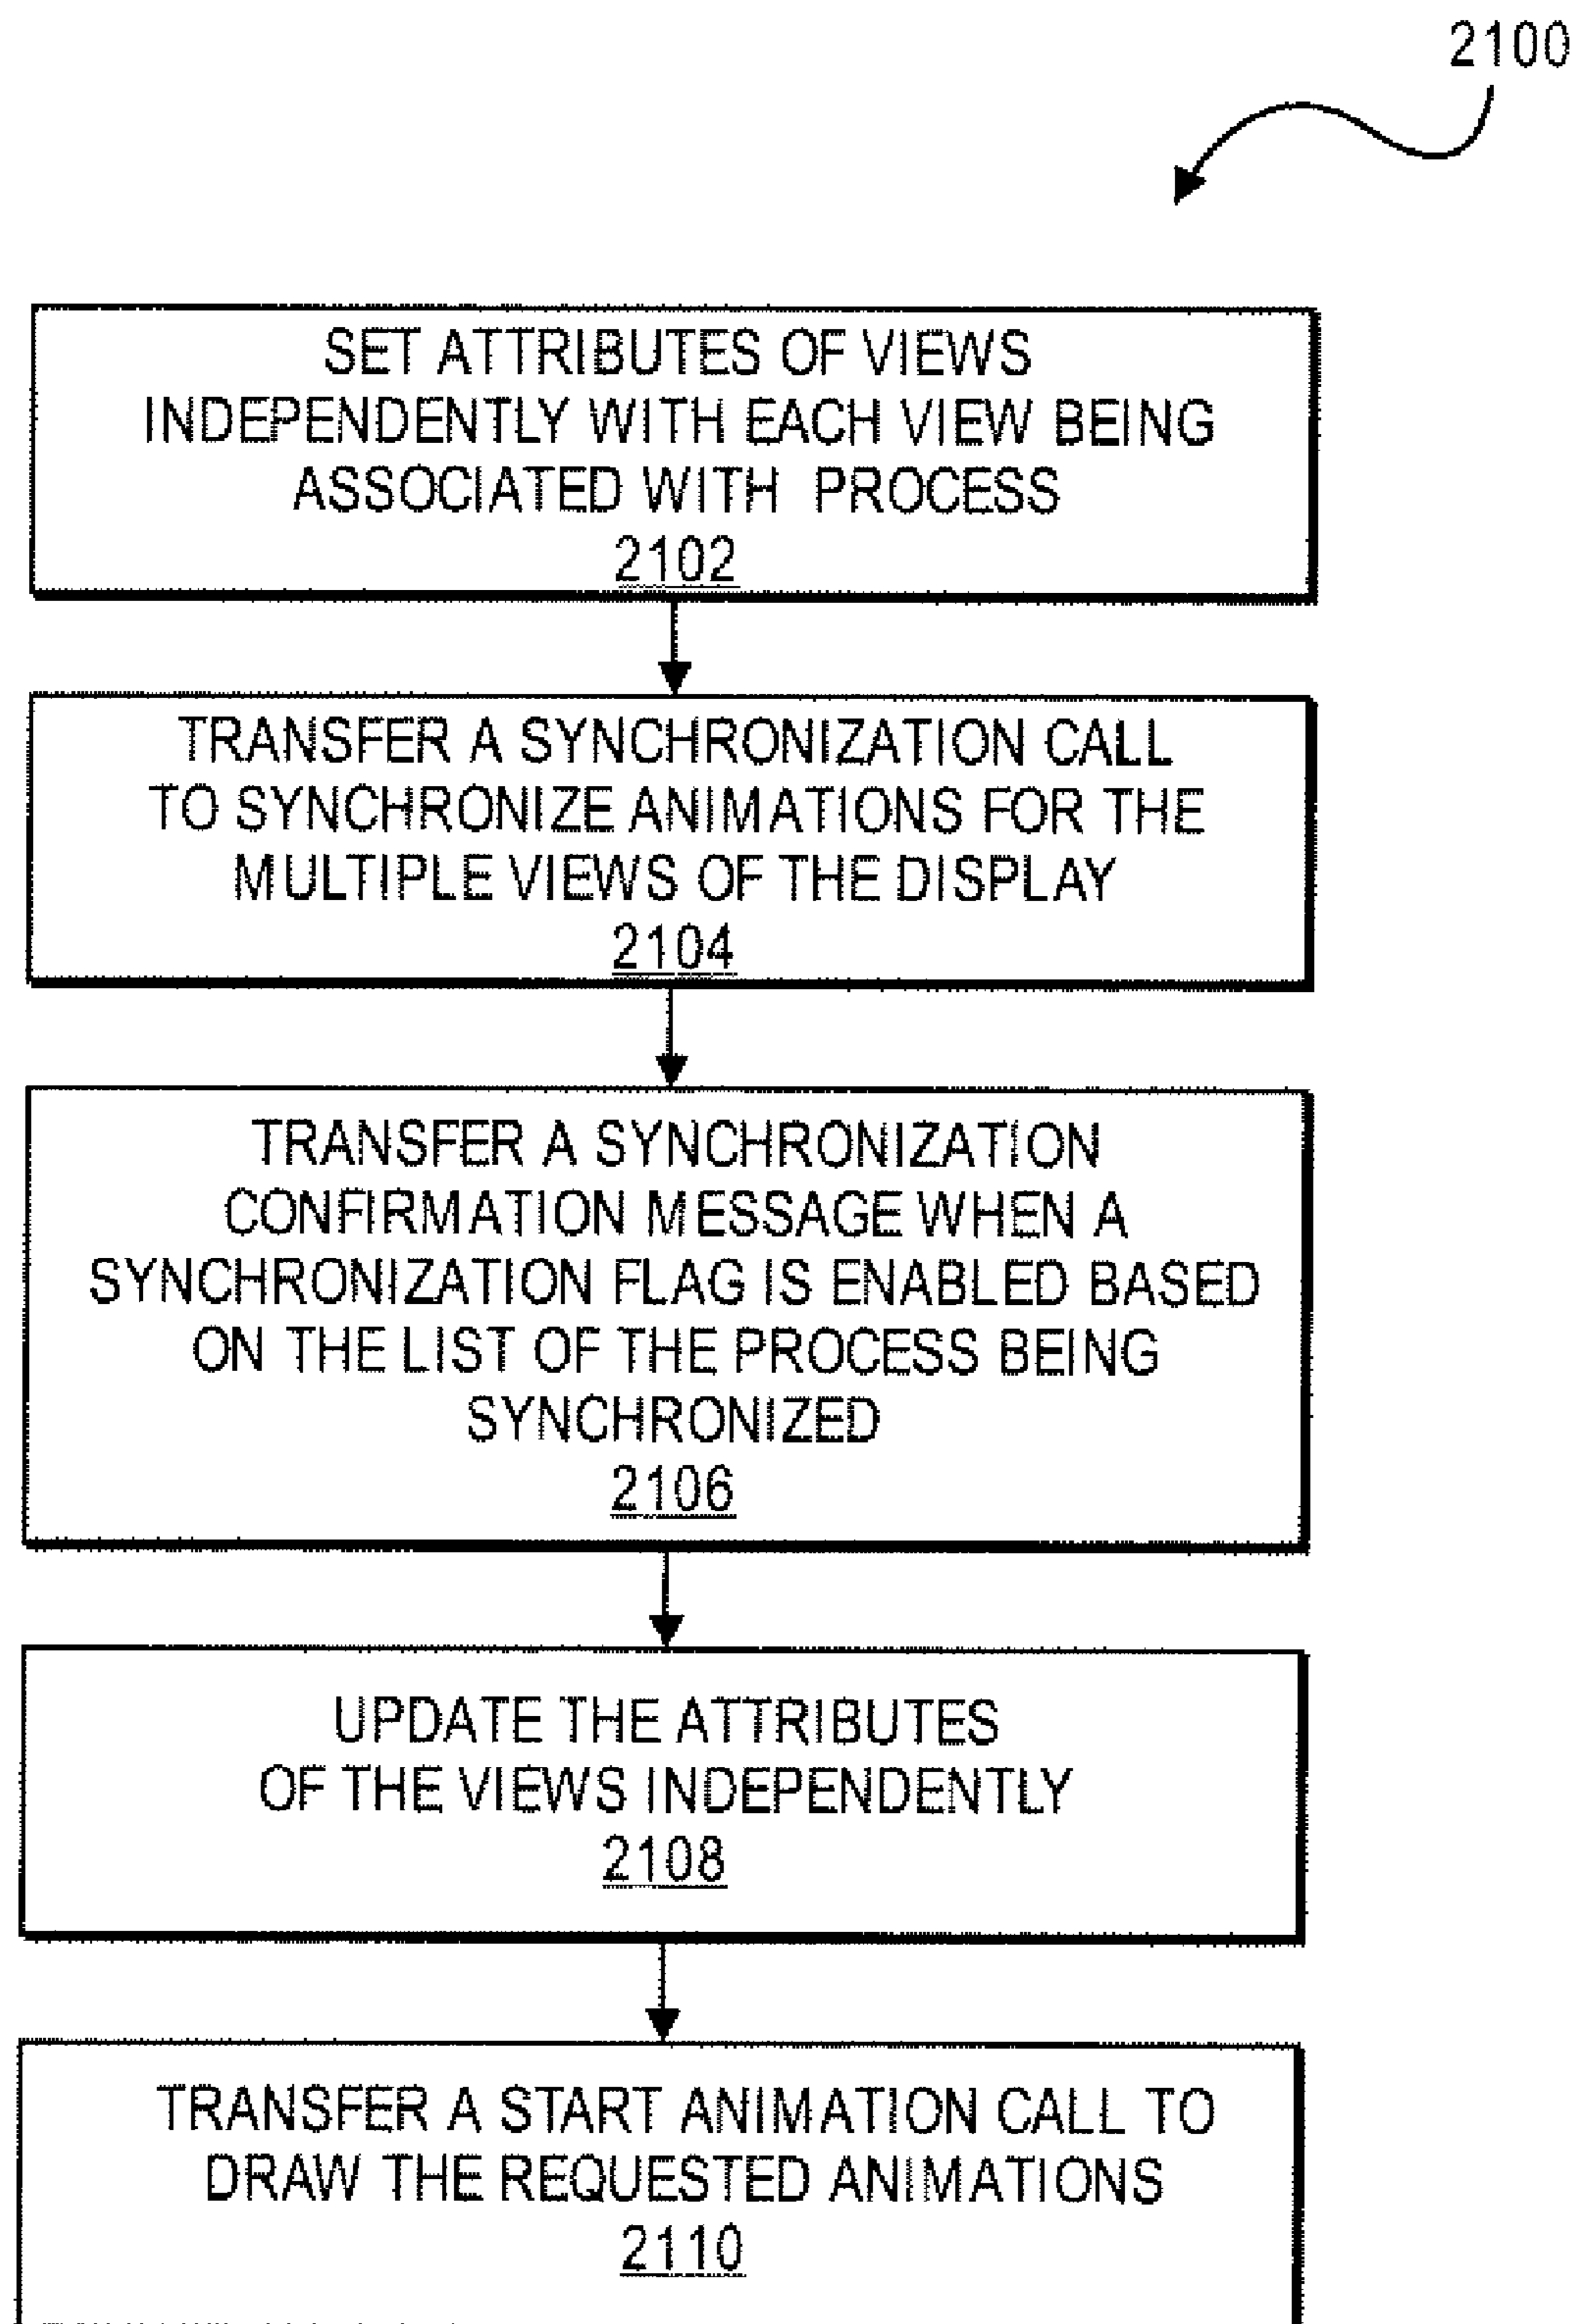 2100
SET ATTRIBUTES OF VIEWS
INDEPENDENTLY WITH EACH VIEW BEING
ASSOCIATED WITH PROCESS
2102
TRANSFER A SYNCHRONIZATION CALL
TO SYNCHRONIZE ANIMATIONS FOR THE
MULTIPLE VIEWS OF THE DISPLAY
2104
TRANSFER A SYNCHRONIZATION
CONFIRMATION MESSAGE WHEN A
SYNCHRONIZATION FLAG IS ENABLED BASED
ON THE LIST OF THE PROCESS BEING
SYNCHRONIZED
2106
UPDATE THE ATTRIBUTES
OF THE VIEWS INDEPENDENTLY
2108
TRANSFER A START ANIMATION CALL TO
DRAW THE REQUESTED ANIMATIONS
2110